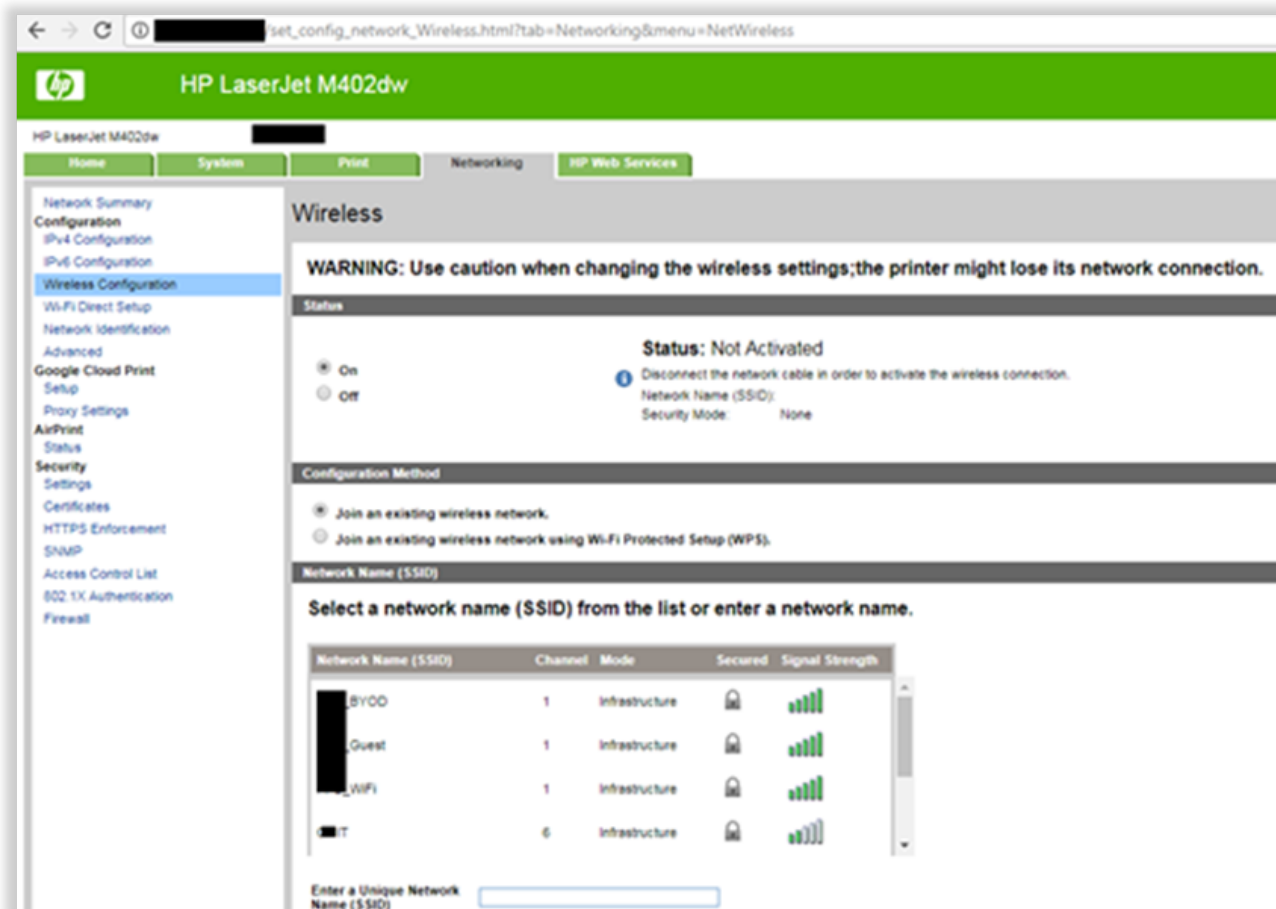 /set_config_network_Wireless.html?tab=Networking&menu=NetWireless
hp
HP LaserJet M402dw
HP LaserJet M402dw
Home System Print Networking HP Web Services
Network Summary
Configuration
IPv4 Configuration
IPv6 Configuration
Wireless Configuration
Wi-Fi Direct Setup
Network Identification
Advanced
Google Cloud Print
Setup
Proxy Settings
AirPrint
Status
Security
Settings
Certificates
HTTPS Enforcement
SNMP
Access Control List
802.1X Authentication
Firewall
Wireless
WARNING: Use caution when changing the wireless settings;the printer might lose its network connection.
Status
On
Off
Status: Not Activated
Disconnect the network cable in order to activate the wireless connection.
Network Name (SSID):
Security Mode: None
Configuration Method
Join an existing wireless network.
Join an existing wireless network using Wi-Fi Protected Setup (WPS).
Network Name (SSID)
Select a network name (SSID) from the list or enter a network name.
Network Name (SSID) Channel Mode Secured Signal Strength
_BYOD 1 Infrastructure
_Guest 1 Infrastructure
_WiFi 1 Infrastructure
IT 6 Infrastructure
Enter a Unique Network
Name (SSID)